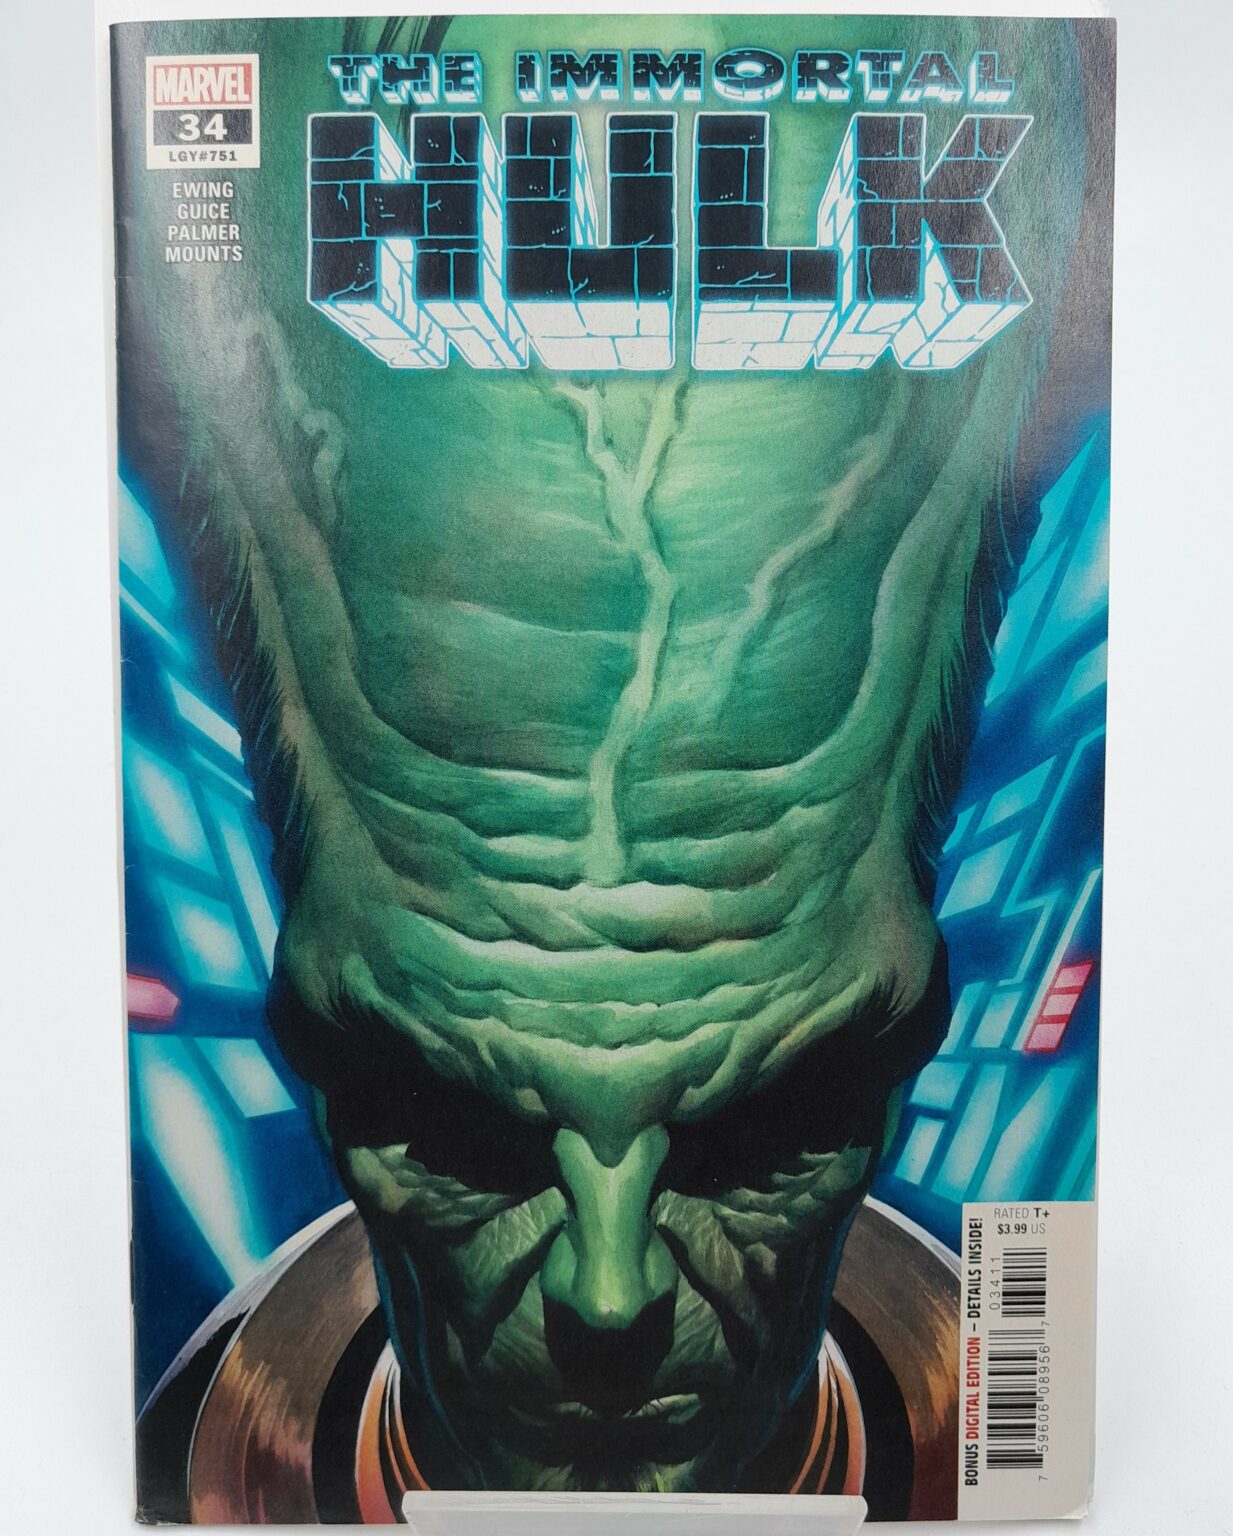 MARVEL
34
LGY#751
EWING
GUICE
PALMER
MOUNTS
THE IMMORTAL
HULK
RATED T+
$3.99 US
BONUS DIGITAL EDITION – DETAILS INSIDE!
03411
7 59606 08956 7